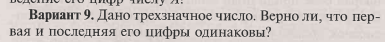 Вариант 9. Дано трехзначное число. Верно ли, что пер-
вая и последняя его цифры одинаковы?